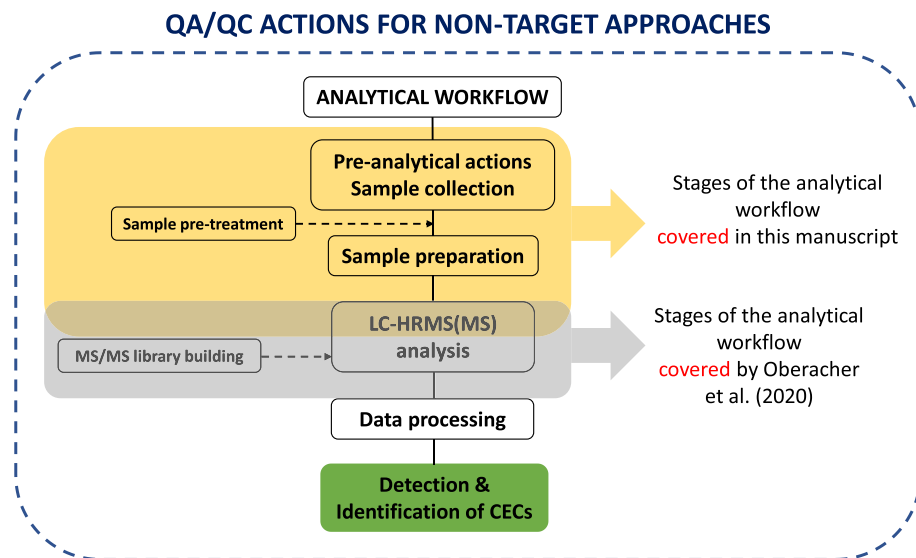 QA/QC ACTIONS FOR NON-TARGET APPROACHES
ANALYTICAL WORKFLOW
Pre-analytical actions
Sample collection
Sample pre-treatment
Sample preparation
Stages of the analytical
workflow
covered in this manuscript
LC-HRMS(MS)
analysis
MS/MS library building
Stages of the analytical
workflow
covered by Oberacher
et al. (2020)
Data processing
Detection &
Identification of CECs